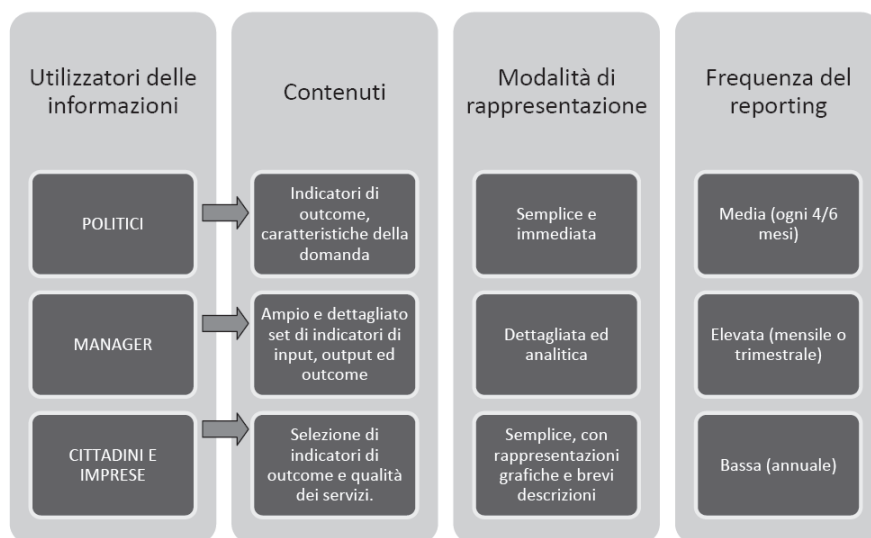 Utilizzatori delle
informazioni
Contenuti
Modalità di
rappresentazione
Frequenza del
reporting
POLITICI
Indicatori di
outcome,
caratteristiche della
domanda
Semplice e
immediata
Media (ogni 4/6
mesi)
MANAGER
Ampio e dettagliato
set di indicatori di
input, output ed
outcome
Dettagliata ed
analitica
Elevata (mensile o
trimestrale)
CITTADINI E
IMPRESE
Selezione di
indicatori di
outcome e qualità
dei servizi.
Semplice, con
rappresentazioni
grafiche e brevi
descrizioni
Bassa (annuale)